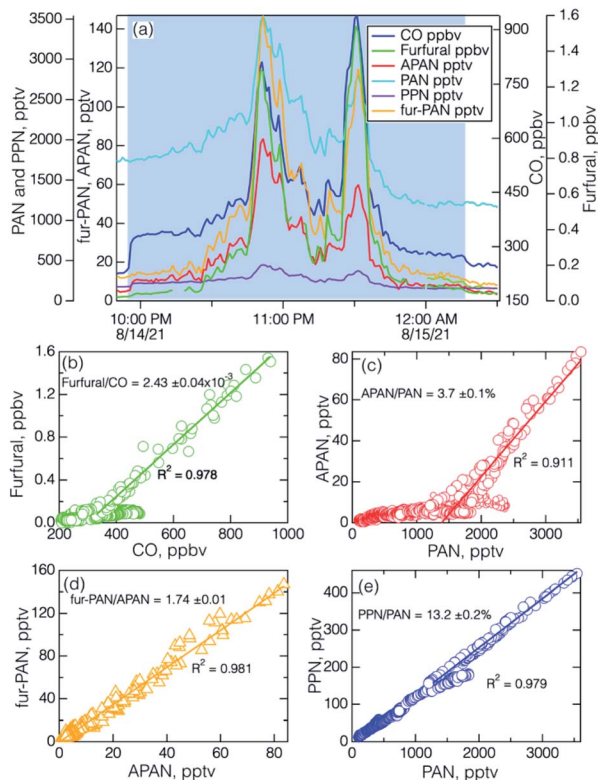 (a)
CO ppbv
Furfural ppbv
APAN pptv
PAN pptv
PPN pptv
fur-PAN pptv
PAN and PPN, pptv
3500
3000
2500
2000
1500
1000
500
0
fur-PAN, APAN, pptv
140
120
100
80
60
40
20
0
CO, ppbv
900
750
600
450
300
150
Furfural, ppbv
1.6
1.4
1.2
1.0
0.8
0.6
0.4
0.2
0.0
10:00 PM
8/14/21
11:00 PM
12:00 AM
8/15/21
(b)
Furfural/CO = 2.43 ±0.04x10⁻³
R² = 0.978
Furfural, ppbv
1.6
1.2
0.8
0.4
0.0
200 400 600 800 1000
CO, ppbv
(c)
APAN/PAN = 3.7 ±0.1%
R² = 0.911
APAN, pptv
80
60
40
20
0
0 1000 2000 3000
PAN, pptv
(d)
fur-PAN/APAN = 1.74 ±0.01
R² = 0.981
fur-PAN, pptv
160
120
80
40
0
0 20 40 60 80
APAN, pptv
(e)
PPN/PAN = 13.2 ±0.2%
R² = 0.979
PPN, pptv
400
300
200
100
0
0 1000 2000 3000
PAN, pptv